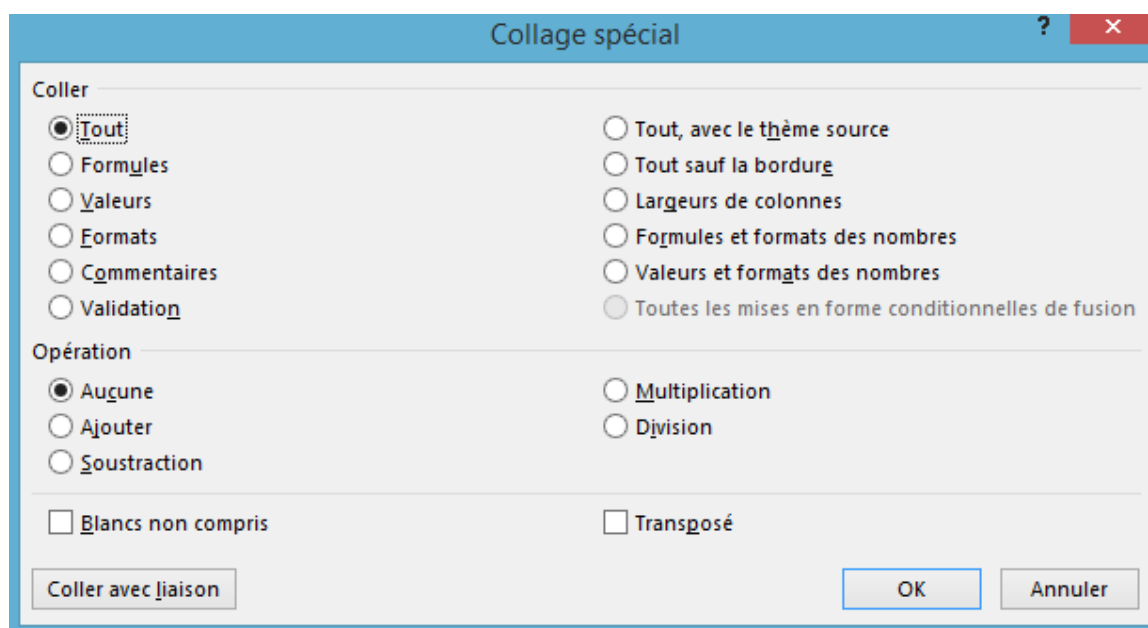 Collage spécial
?
Coller
Tout
Tout, avec le thème source
Formules
Tout sauf la bordure
Valeurs
Largeurs de colonnes
Formats
Formules et formats des nombres
Commentaires
Valeurs et formats des nombres
Validation
Toutes les mises en forme conditionnelles de fusion
Opération
Aucune
Multiplication
Ajouter
Division
Soustraction
Blancs non compris
Transposé
Coller avec liaison
OK
Annuler